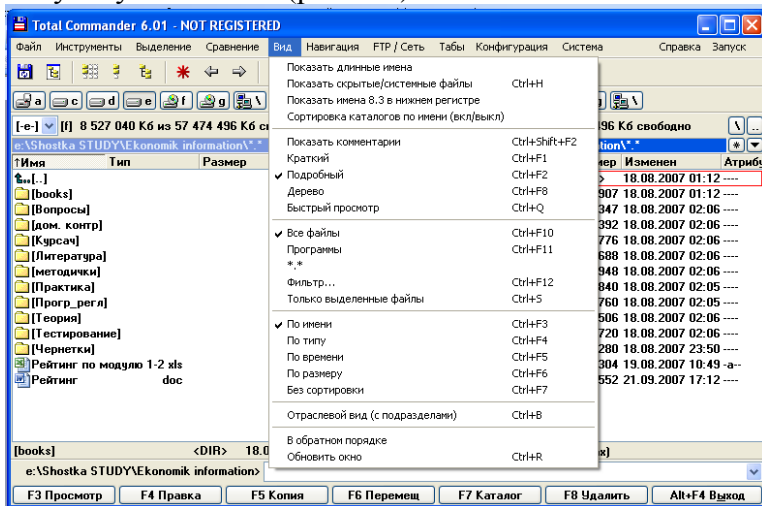 Total Commander 6.01 - NOT REGISTERED
Файл Инструменты Выделение Сравнение Вид Навигация FTP / Сеть Табы Конфигурация Система Справка Запуск
a c d e f g \ \
[-e-] [f] 8 527 040 Кб из 57 474 496 Кб 496 Кб свободно \ ..
e:\Shostka STUDY\Ekonomik information\*.* tion\*.* * ▼
↑Имя Тип Размер Изменен
[..] 18.08.2007 01:12 ----
[books] 907 18.08.2007 01:12 ----
[Вопросы] 347 18.08.2007 02:06 ----
[дом. контр] 392 18.08.2007 02:06 ----
[Курсач] 776 18.08.2007 02:06 ----
[Литература] 688 18.08.2007 02:06 ----
[методички] 948 18.08.2007 02:06 ----
[Практика] 840 18.08.2007 02:05 ----
[Прогр_регл] 760 18.08.2007 02:05 ----
[Теория] 506 18.08.2007 02:06 ----
[Тестирование] 720 18.08.2007 02:06 ----
[Чернетки] 280 18.08.2007 23:50 ----
Рейтинг по модулю 1-2 xls 304 19.08.2007 10:49 -a--
Рейтинг doc 552 21.09.2007 17:12 ----
Показать длинные имена
Показать скрытые/системные файлы Ctrl+H
Показать имена 8.3 в нижнем регистре
Сортировка каталогов по имени (вкл/выкл)
Показать комментарии Ctrl+Shift+F2
Краткий Ctrl+F1
✓ Подробный Ctrl+F2
Дерево Ctrl+F8
Быстрый просмотр Ctrl+Q
✓ Все файлы Ctrl+F10
Программы Ctrl+F11
*.*
Фильтр... Ctrl+F12
Только выделенные файлы Ctrl+S
✓ По имени Ctrl+F3
По типу Ctrl+F4
По времени Ctrl+F5
По размеру Ctrl+F6
Без сортировки Ctrl+F7
Отраслевой вид (с подразделами) Ctrl+B
В обратном порядке
Обновить окно Ctrl+R
[books] <DIR> 18.0
e:\Shostka STUDY\Ekonomik information>
F3 Просмотр F4 Правка F5 Копия F6 Перемещ F7 Каталог F8 Удалить Alt+F4 Выход